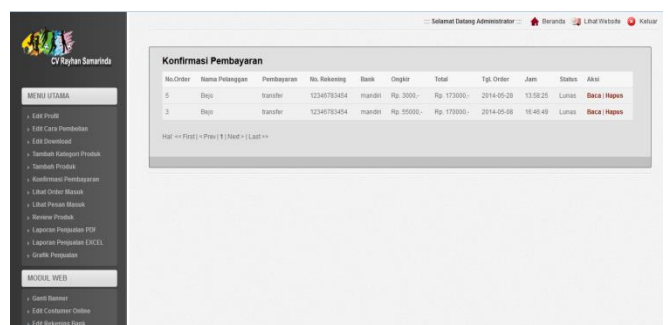 ::: Selamat Datang Administrator ::: Beranda Lihat Website Keluar
CV Rayhan Samarinda
Konfirmasi Pembayaran
No.Order Nama Pelanggan Pembayaran No. Rekening Bank Ongkir Total Tgl. Order Jam Status Aksi
5 Bejo transfer 12346783454 mandiri Rp. 3000,- Rp. 173000,- 2014-05-26 13:58:25 Lunas Baca | Hapus
3 Bejo transfer 12346783454 mandiri Rp. 55000,- Rp. 170000,- 2014-05-08 19:46:49 Lunas Baca | Hapus
Hal: << First | < Prev | 1 | Next > | Last >>
MENU UTAMA
» Edit Profil
» Edit Cara Pembelian
» Edit Download
» Tambah Kategori Produk
» Tambah Produk
» Konfirmasi Pembayaran
» Lihat Order Masuk
» Lihat Pesan Masuk
» Review Produk
» Laporan Penjualan PDF
» Laporan Penjualan EXCEL
» Grafik Penjualan
MODUL WEB
» Ganti Banner
» Edit Costumer Online
» Edit Rekening Bank